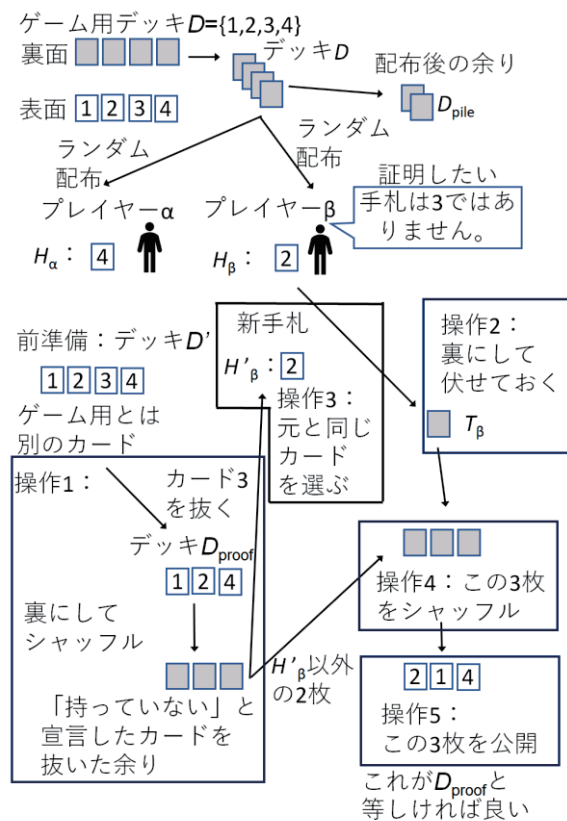 ゲーム用デッキD={1,2,3,4}
裏面
デッキD
配布後の余り
D_pile
表面 1 2 3 4
ランダム
配布
ランダム
配布
プレイヤーα
H_α： 4
プレイヤーβ
H_β： 2
証明したい
手札は3ではあ
りません。
前準備：デッキD'
1 2 3 4
ゲーム用とは
別のカード
新手札
H'_β： 2
操作3：
元と同じ
カード
を選ぶ
操作2：
裏にして
伏せておく
T_β
操作1：
カード3
を抜く
デッキD_proof
1 2 4
裏にして
シャッフル
「持っていない」と
宣言したカードを
抜いた余り
H'_β以外
の2枚
操作4：この3枚
をシャッフル
2 1 4
操作5：
この3枚を公開
これがD_proofと
等しければ良い